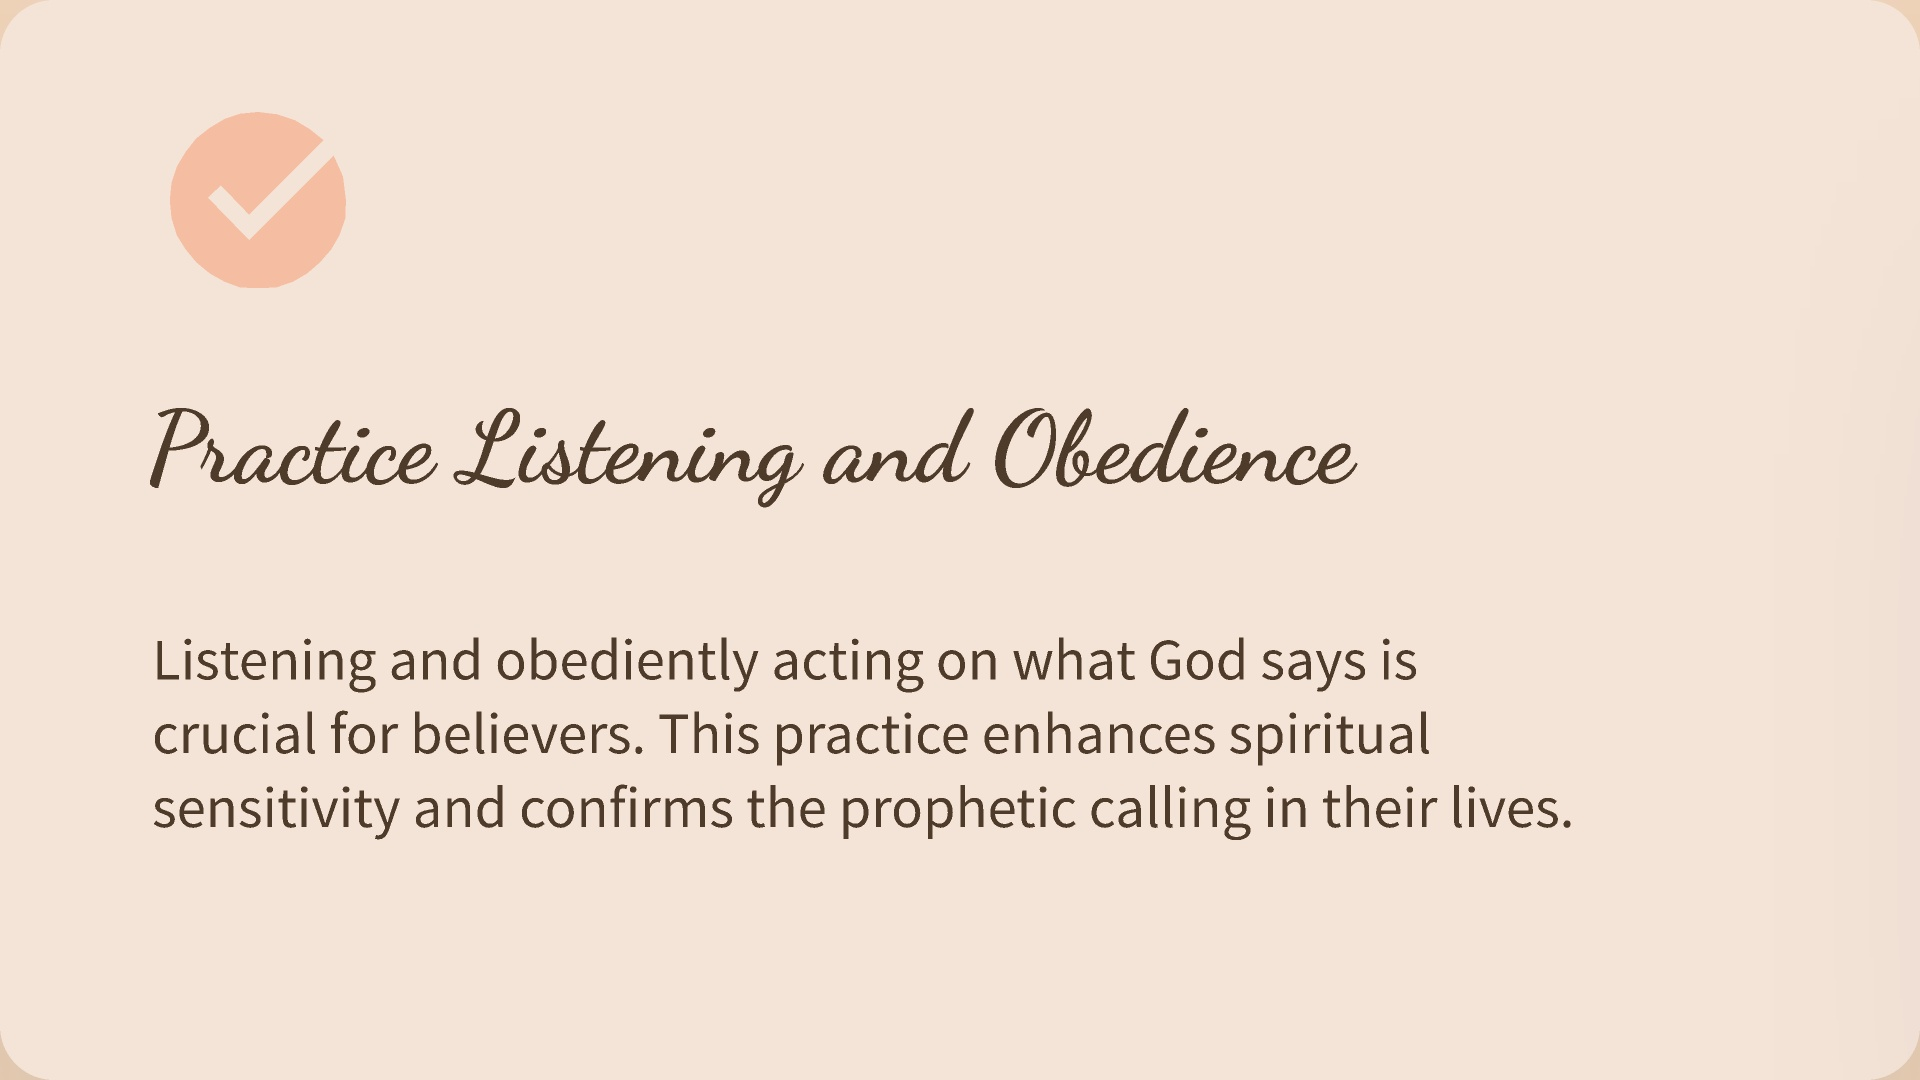 Practice Listening and Obedience
Listening and obediently acting on what God says is
crucial for believers. This practice enhances spiritual
sensitivity and confirms the prophetic calling in their lives.